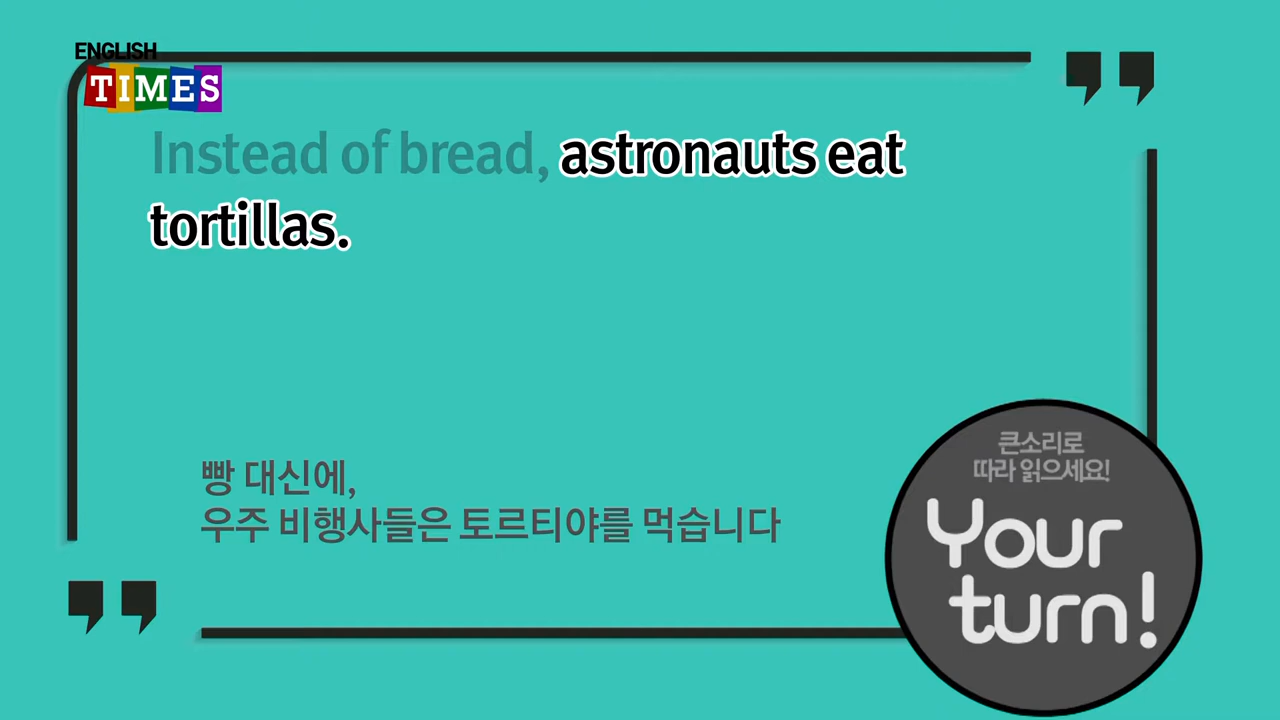 ENGLISH
TIMES
Instead of bread, astronauts eat
tortillas.
빵 대신에,
우주 비행사들은 토르티야를 먹습니다
큰소리로
따라 읽으세요!
Your
turn!